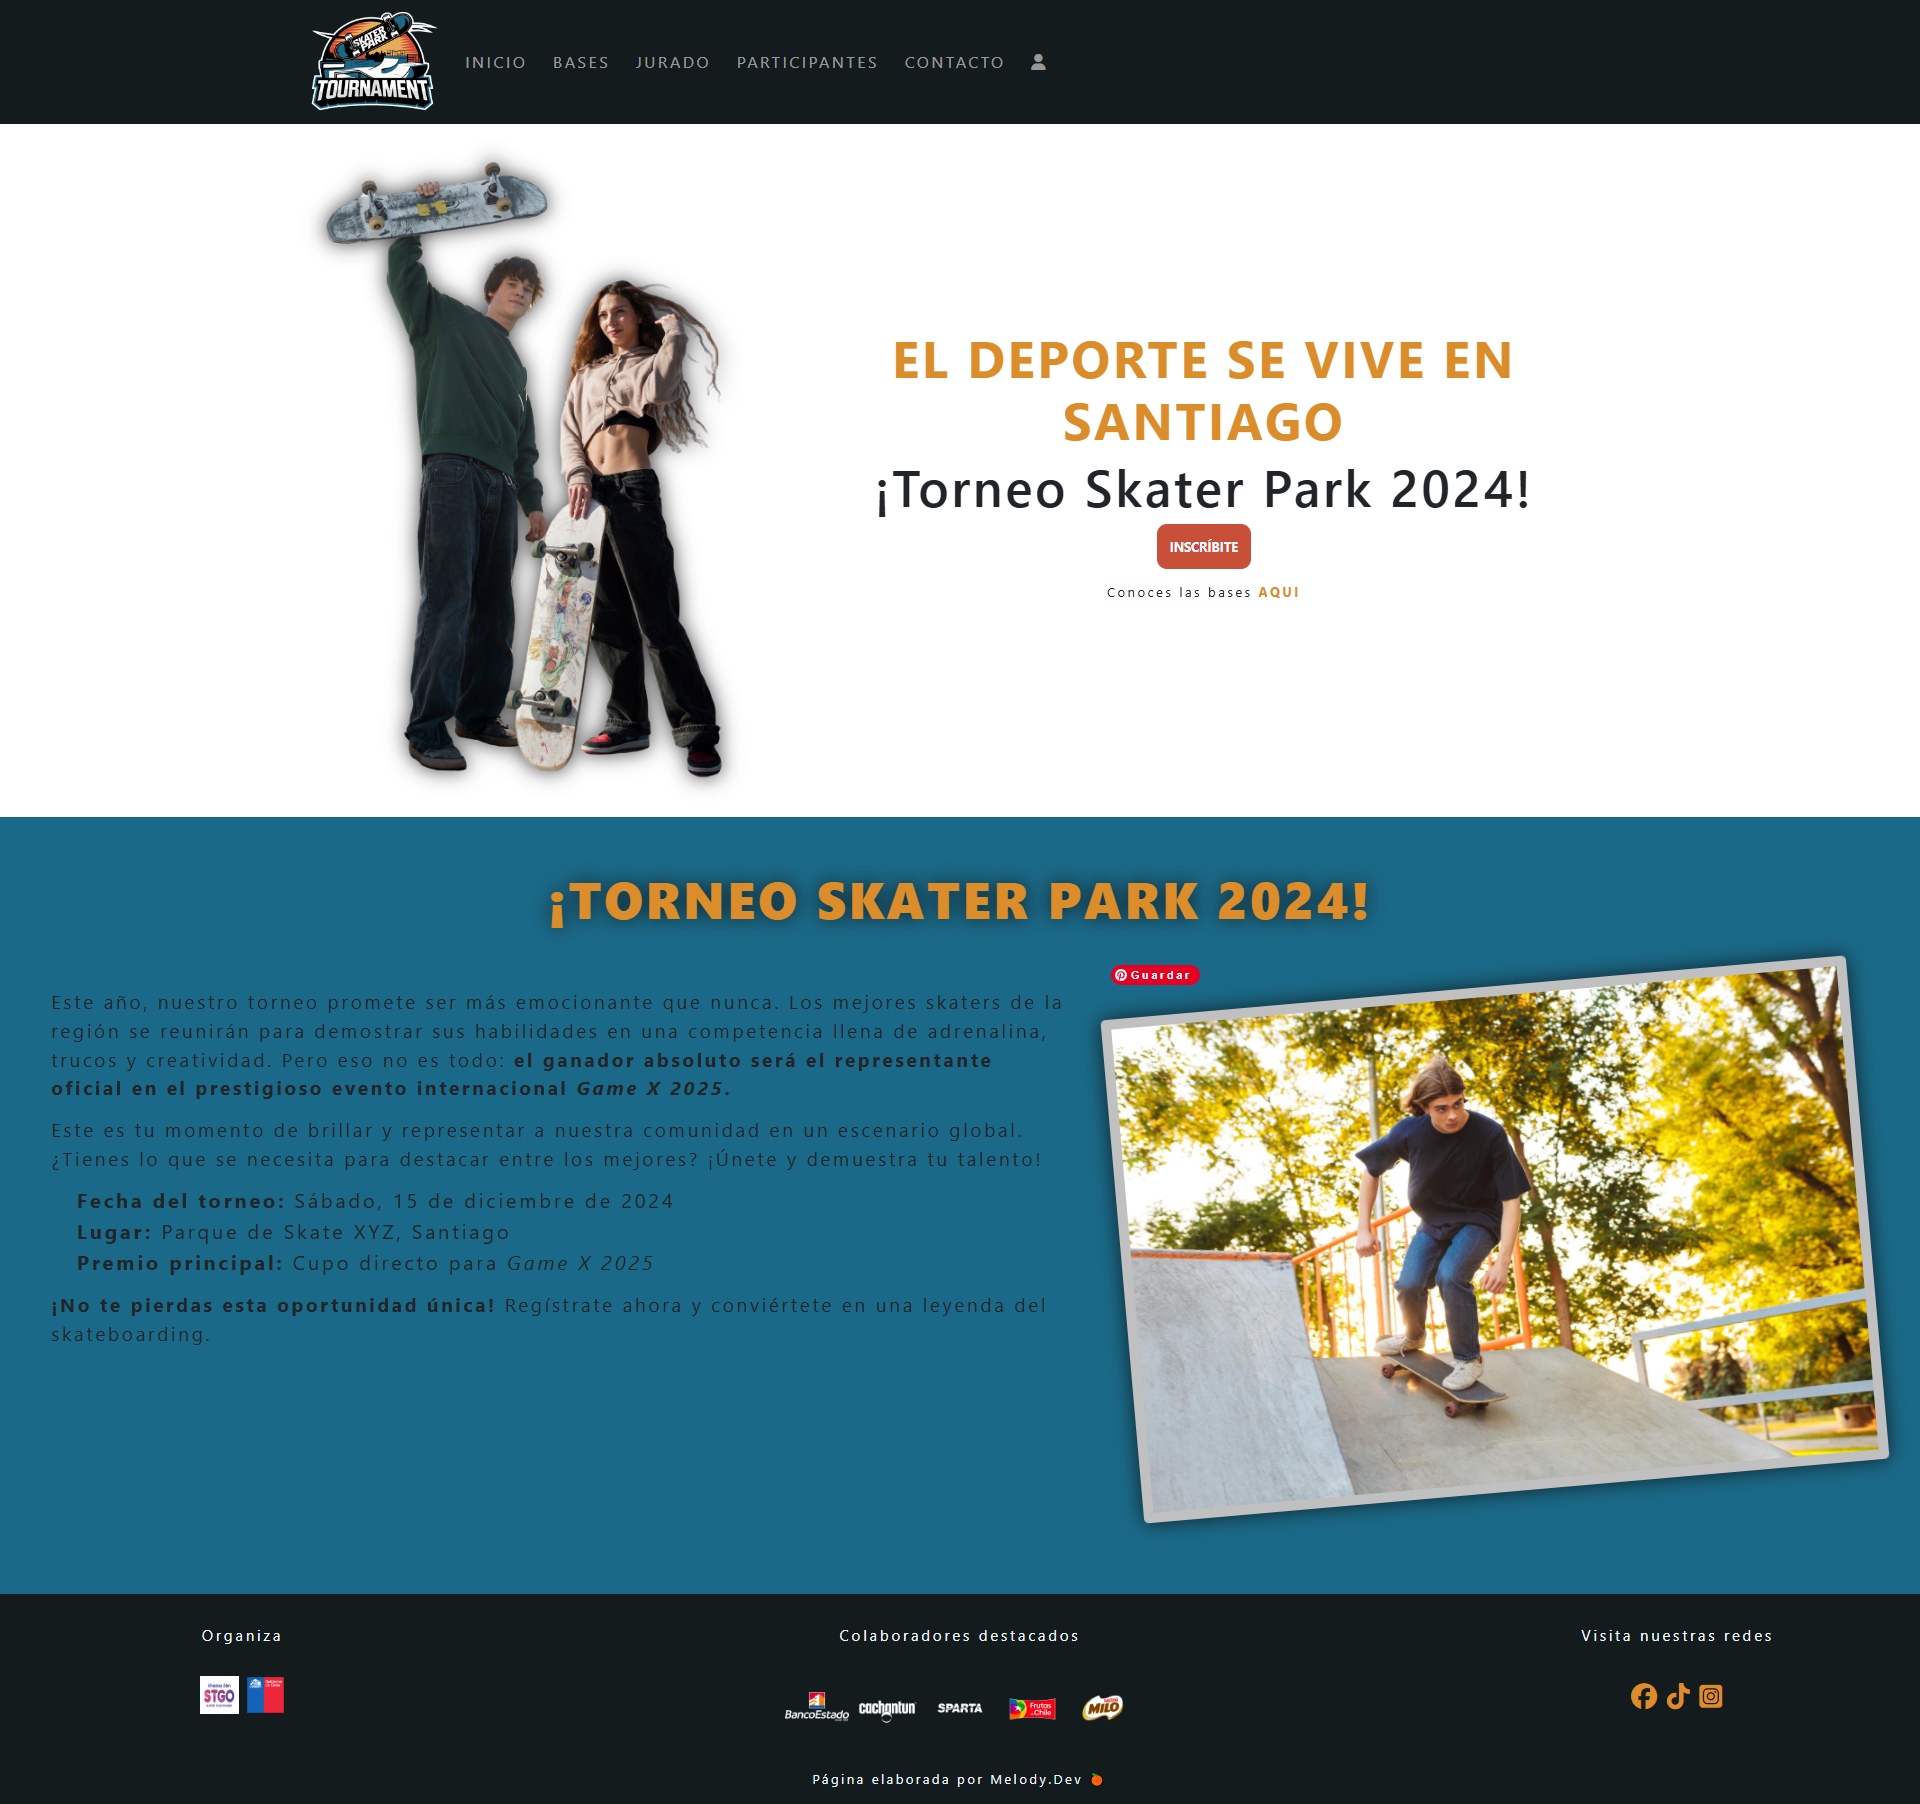 SKATER
PARK
TOURNAMENT
INICIO BASES JURADO PARTICIPANTES CONTACTO
EL DEPORTE SE VIVE EN
SANTIAGO
¡Torneo Skater Park 2024!
INSCRÍBITE
Conoces las bases AQUI
¡TORNEO SKATER PARK 2024!
Guardar
Este año, nuestro torneo promete ser más emocionante que nunca. Los mejores skaters de la
región se reunirán para demostrar sus habilidades en una competencia llena de adrenalina,
trucos y creatividad. Pero eso no es todo: el ganador absoluto será el representante
oficial en el prestigioso evento internacional Game X 2025.
Este es tu momento de brillar y representar a nuestra comunidad en un escenario global.
¿Tienes lo que se necesita para destacar entre los mejores? ¡Únete y demuestra tu talento!
Fecha del torneo: Sábado, 15 de diciembre de 2024
Lugar: Parque de Skate XYZ, Santiago
Premio principal: Cupo directo para Game X 2025
¡No te pierdas esta oportunidad única! Regístrate ahora y conviértete en una leyenda del
skateboarding.
Organiza Colaboradores destacados Visita nuestras redes
STGO
BancoEstado cachantun SPARTA Frutas de Chile MILO
Página elaborada por Melody.Dev